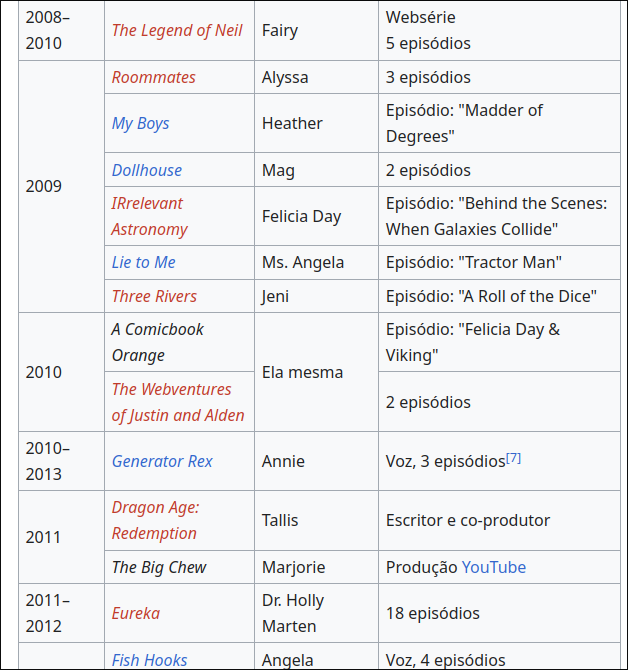 2008–
2010
The Legend of Neil
Fairy
Websérie
5 episódios
2009
Roommates
Alyssa
3 episódios
My Boys
Heather
Episódio: "Madder of
Degrees"
Dollhouse
Mag
2 episódios
IRrelevant
Astronomy
Felicia Day
Episódio: "Behind the Scenes:
When Galaxies Collide"
Lie to Me
Ms. Angela
Episódio: "Tractor Man"
Three Rivers
Jeni
Episódio: "A Roll of the Dice"
2010
A Comicbook
Orange
Ela mesma
Episódio: "Felicia Day &
Viking"
The Webventures
of Justin and Alden
2 episódios
2010–
2013
Generator Rex
Annie
Voz, 3 episódios[7]
2011
Dragon Age:
Redemption
Tallis
Escritor e co-produtor
The Big Chew
Marjorie
Produção YouTube
2011–
2012
Eureka
Dr. Holly
Marten
18 episódios
Fish Hooks
Angela
Voz, 4 episódios